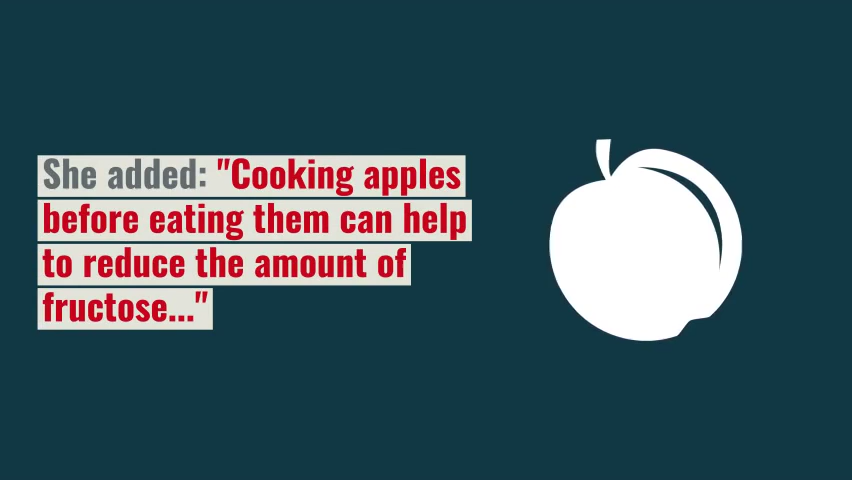 She added: "Cooking apples
before eating them can help
to reduce the amount of
fructose..."